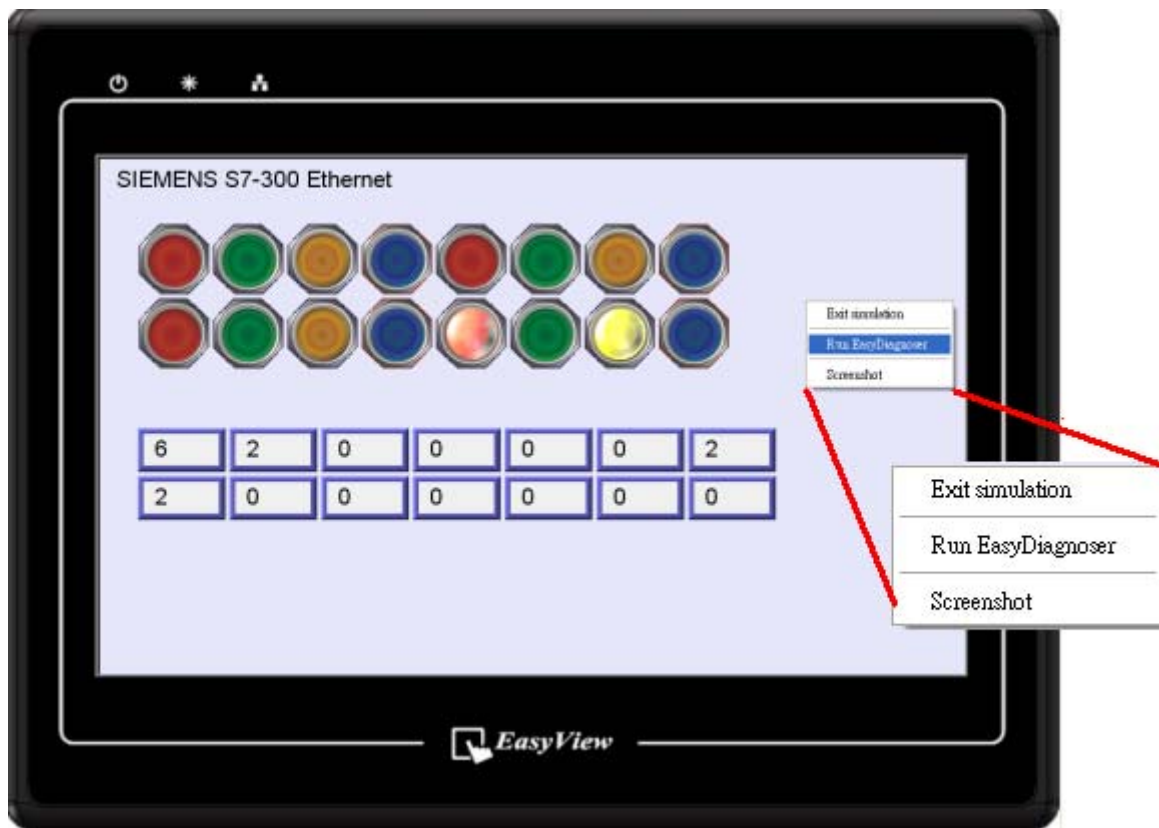 SIEMENS S7-300 Ethernet
Exit simulation
Run EasyDiagnoser
Screenshot
6 2 0 0 0 0 2
2 0 0 0 0 0 0
Exit simulation
Run EasyDiagnoser
Screenshot
EasyView